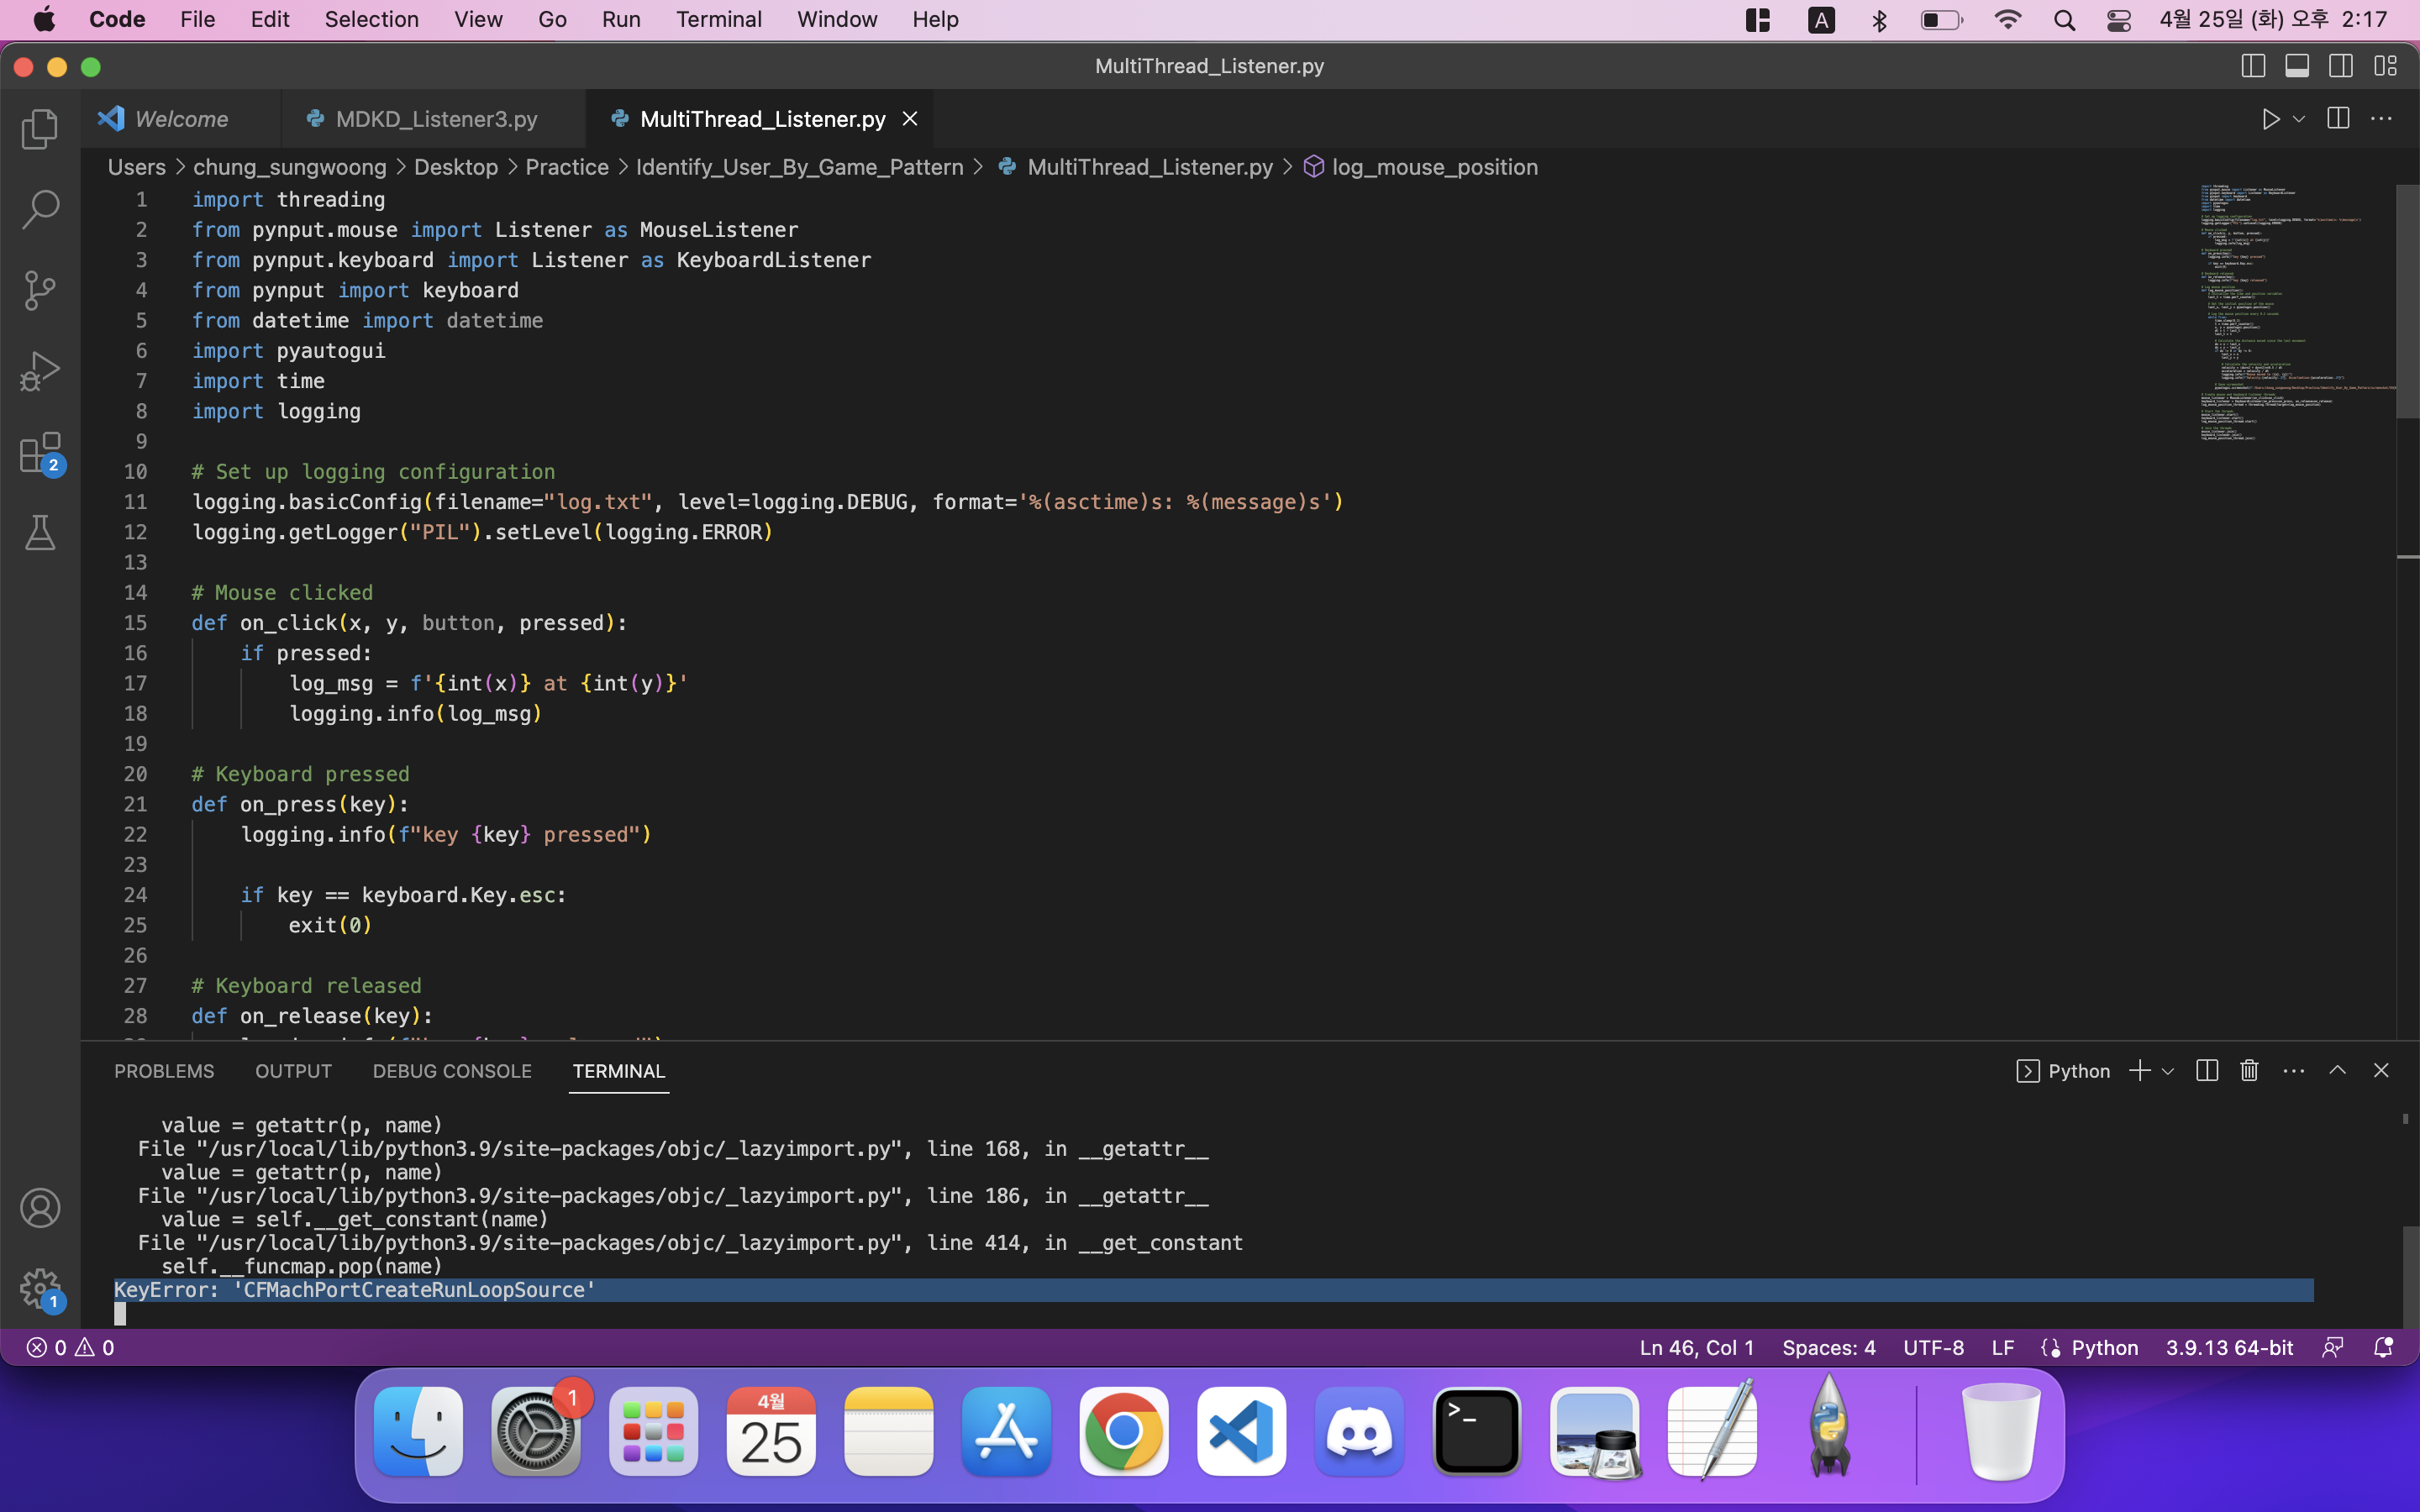 Code File Edit Selection View Go Run Terminal Window Help A 4월 25일 (화) 오후 2:17
MultiThread_Listener.py
Welcome MDKD_Listener3.py MultiThread_Listener.py
Users > chung_sungwoong > Desktop > Practice > Identify_User_By_Game_Pattern > MultiThread_Listener.py > log_mouse_position
1 import threading
2 from pynput.mouse import Listener as MouseListener
3 from pynput.keyboard import Listener as KeyboardListener
4 from pynput import keyboard
5 from datetime import datetime
6 import pyautogui
7 import time
8 import logging
9
10 # Set up logging configuration
11 logging.basicConfig(filename="log.txt", level=logging.DEBUG, format='%(asctime)s: %(message)s')
12 logging.getLogger("PIL").setLevel(logging.ERROR)
13
14 # Mouse clicked
15 def on_click(x, y, button, pressed):
16 if pressed:
17 log_msg = f'{int(x)} at {int(y)}'
18 logging.info(log_msg)
19
20 # Keyboard pressed
21 def on_press(key):
22 logging.info(f"key {key} pressed")
23
24 if key == keyboard.Key.esc:
25 exit(0)
26
27 # Keyboard released
28 def on_release(key):
2
PROBLEMS OUTPUT DEBUG CONSOLE TERMINAL Python
value = getattr(p, name)
File "/usr/local/lib/python3.9/site-packages/objc/_lazyimport.py", line 168, in __getattr__
value = getattr(p, name)
File "/usr/local/lib/python3.9/site-packages/objc/_lazyimport.py", line 186, in __getattr__
value = self.__get_constant(name)
File "/usr/local/lib/python3.9/site-packages/objc/_lazyimport.py", line 414, in __get_constant
self.__funcmap.pop(name)
KeyError: 'CFMachPortCreateRunLoopSource'
1
0 0 Ln 46, Col 1 Spaces: 4 UTF-8 LF Python 3.9.13 64-bit
1
4월
25
>_